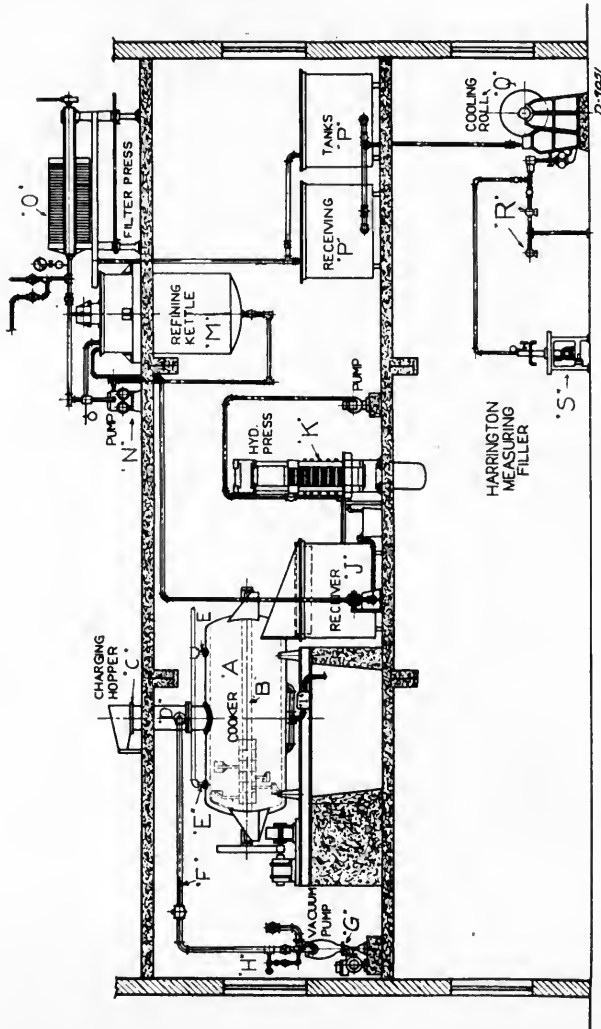 CHARGING
HOPPER
"C"
"D"
"E"
"E"
"F"
COOKER "A"
"B"
"H"
VACUUM
PUMP
"G"
RECEIVER
"J"
HYD.
PRESS
"K"
PUMP
PUMP
"N"
REFINING
KETTLE
"M"
"O"
FILTER PRESS
RECEIVING
"P"
TANKS
"P"
COOLING
ROLL "Q"
"R"
"S"
HARRINGTON
MEASURING
FILLER